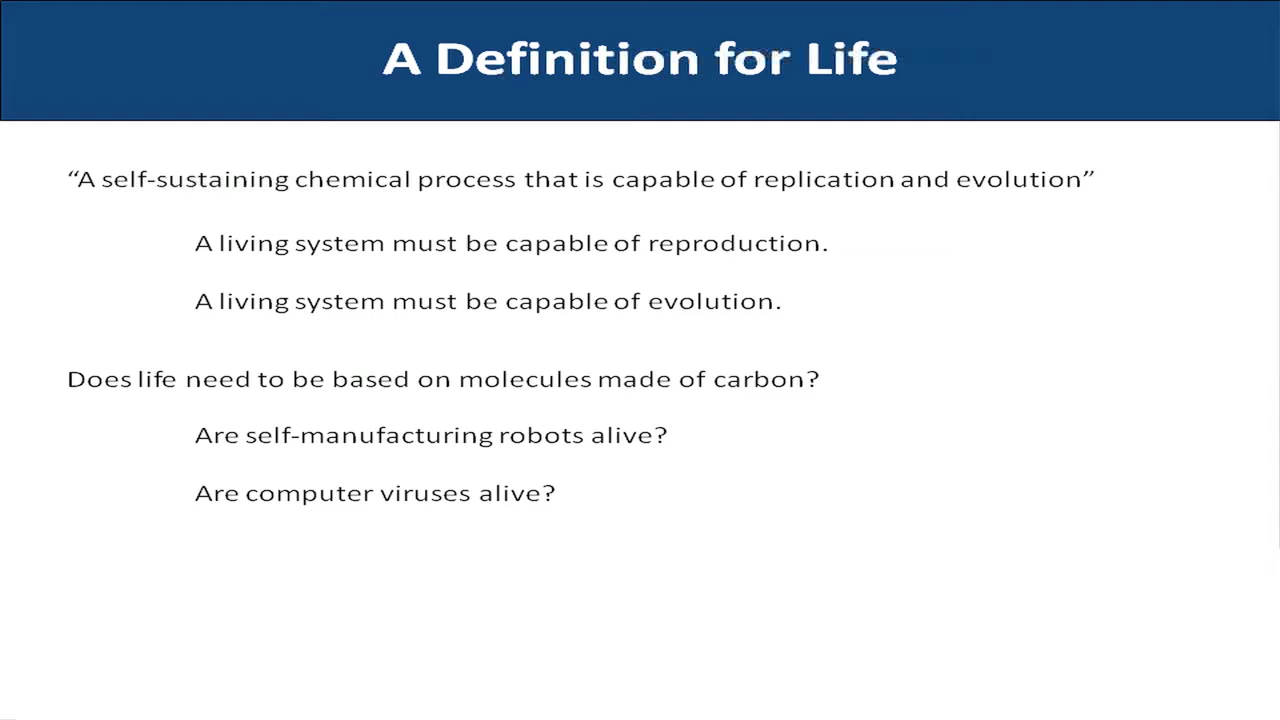 A Definition for Life
“A self-sustaining chemical process that is capable of replication and evolution”
A living system must be capable of reproduction.
A living system must be capable of evolution.
Does life need to be based on molecules made of carbon?
Are self-manufacturing robots alive?
Are computer viruses alive?